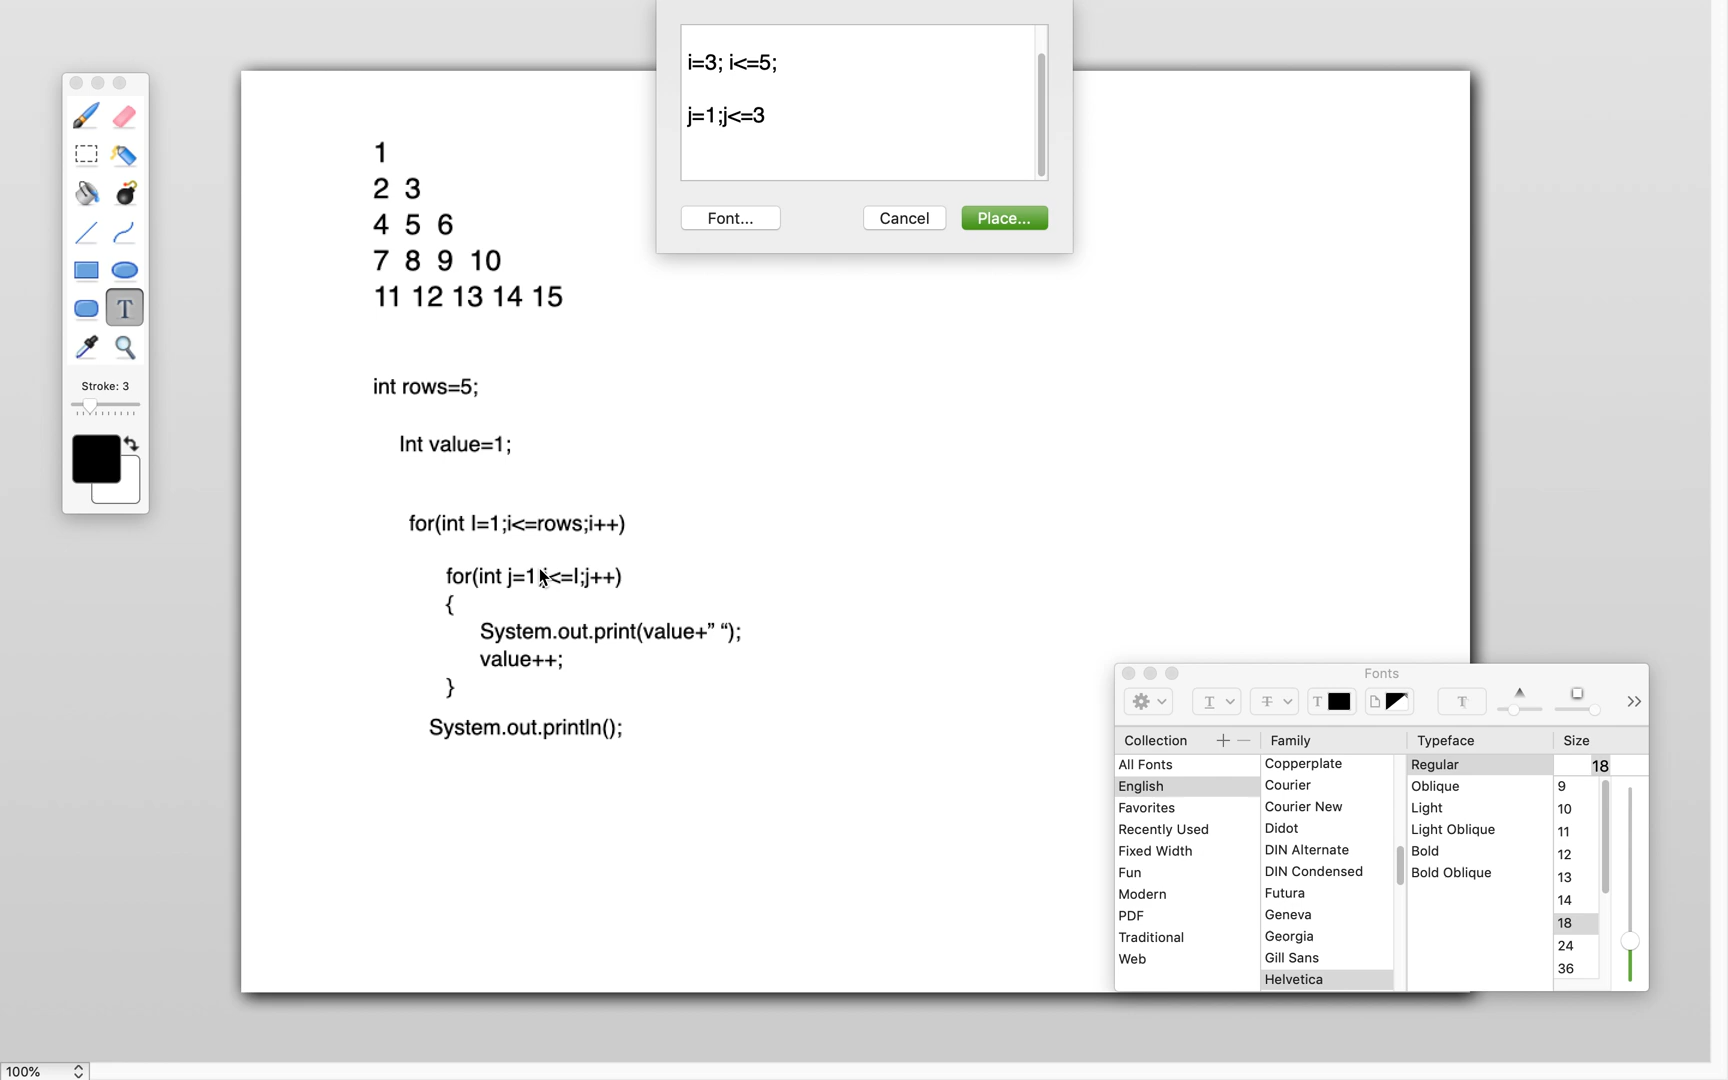 i=3; i<=5;
j=1;j<=3
Font...
Cancel
Place...
1
2 3
4 5 6
7 8 9 10
11 12 13 14 15
int rows=5;
Int value=1;
for(int I=1;i<=rows;i++)
for(int j=1;j<=I;j++)
{
System.out.print(value+” “);
value++;
}
System.out.println();
T
Stroke: 3
Fonts
T
T
T
T
Collection
Family
Typeface
Size
All Fonts
English
Favorites
Recently Used
Fixed Width
Fun
Modern
PDF
Traditional
Web
Copperplate
Courier
Courier New
Didot
DIN Alternate
DIN Condensed
Futura
Geneva
Georgia
Gill Sans
Helvetica
Regular
Oblique
Light
Light Oblique
Bold
Bold Oblique
18
9
10
11
12
13
14
18
24
36
100%